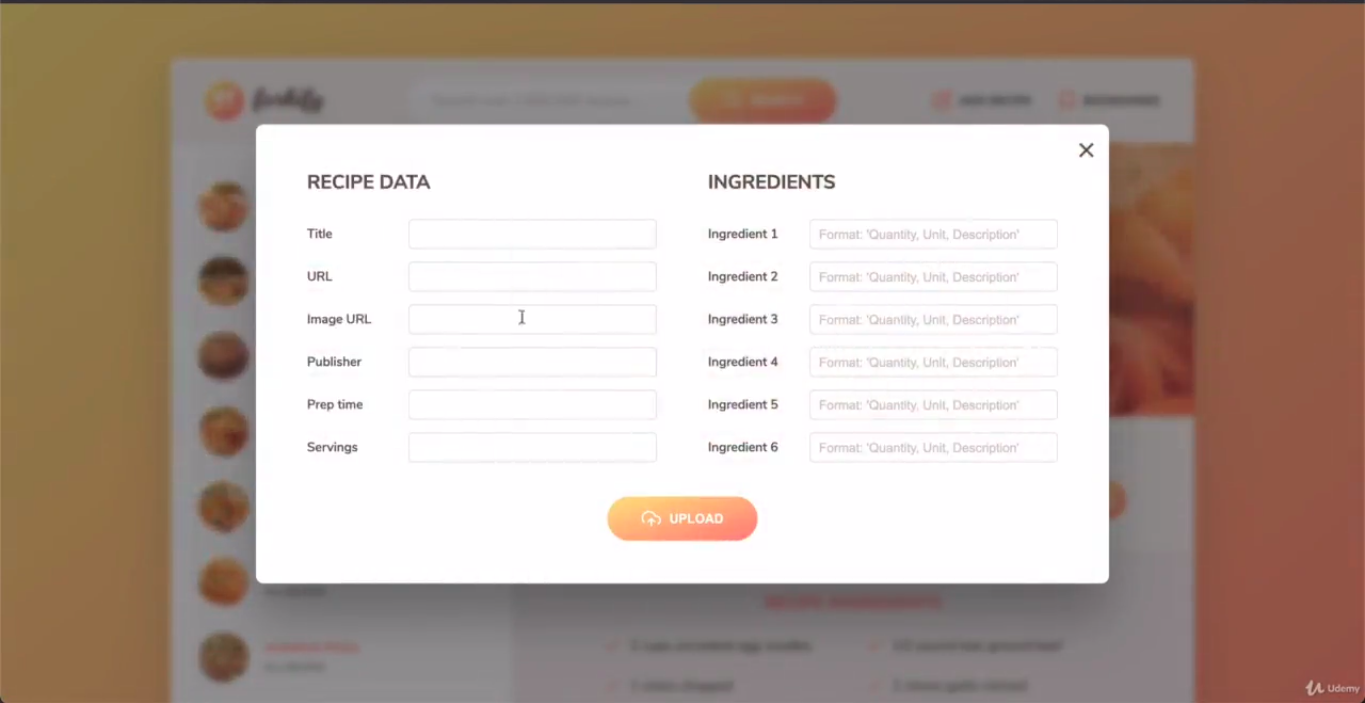 forkify
RECIPE DATA
Title
URL
Image URL
Publisher
Prep time
Servings
INGREDIENTS
Ingredient 1 Format: 'Quantity, Unit, Description'
Ingredient 2 Format: 'Quantity, Unit, Description'
Ingredient 3 Format: 'Quantity, Unit, Description'
Ingredient 4 Format: 'Quantity, Unit, Description'
Ingredient 5 Format: 'Quantity, Unit, Description'
Ingredient 6 Format: 'Quantity, Unit, Description'
UPLOAD
Udemy